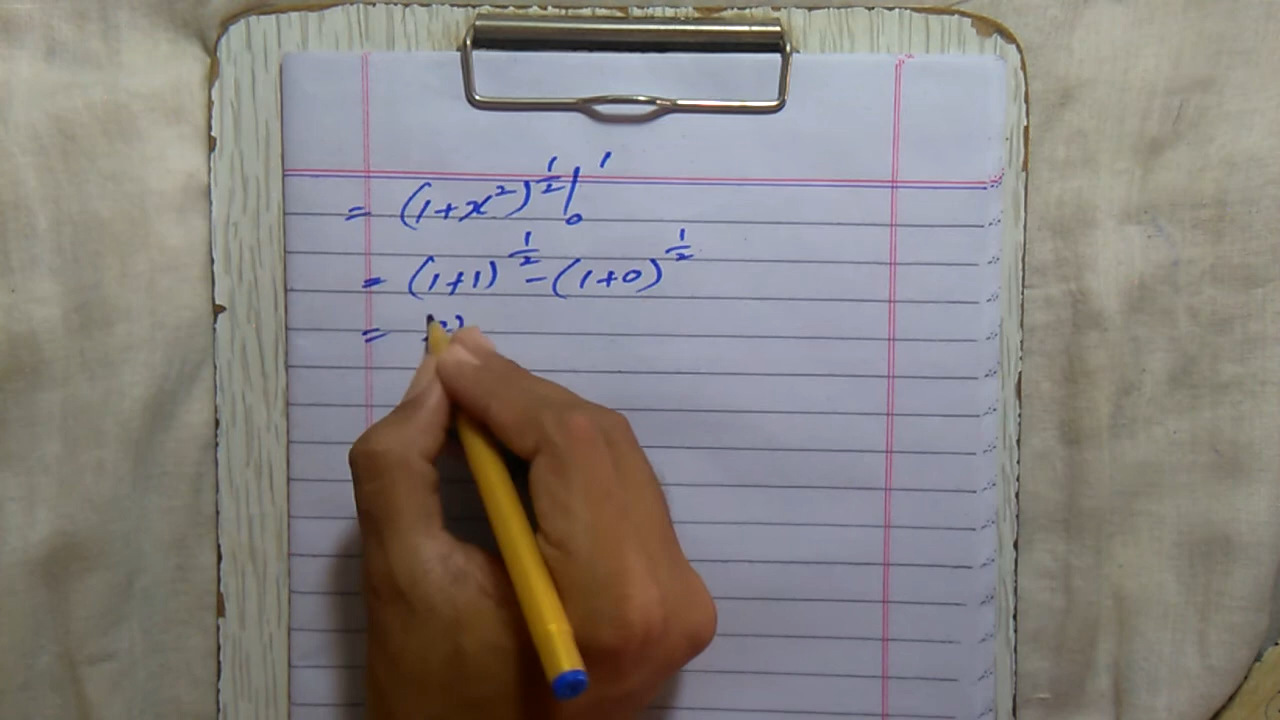 = (1+x²)^½ |₀¹
= (1+1)^½ - (1+0)^½
=